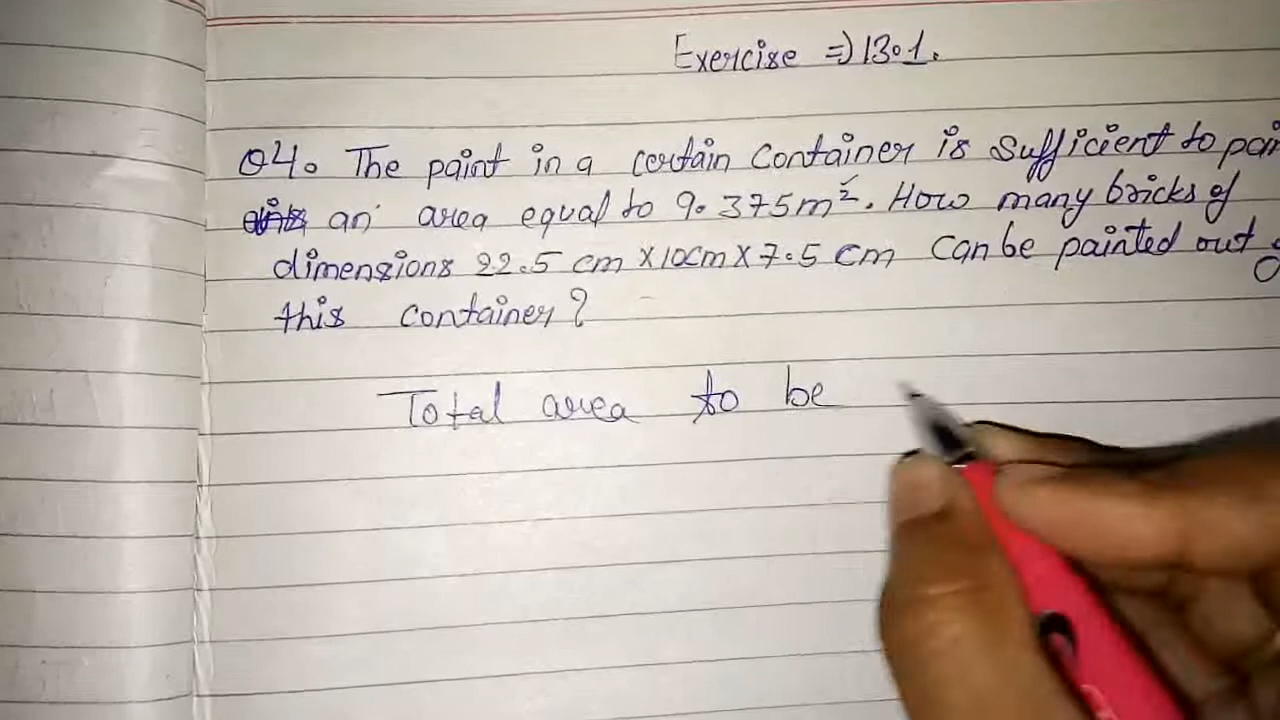 Exercise => 13.1.
Q4. The paint in a certain container is sufficient to
an area equal to 9.375m². How many bricks of
dimensions 22.5 cm X10cm X 7.5 cm can be painted out
this container?
Total area to be